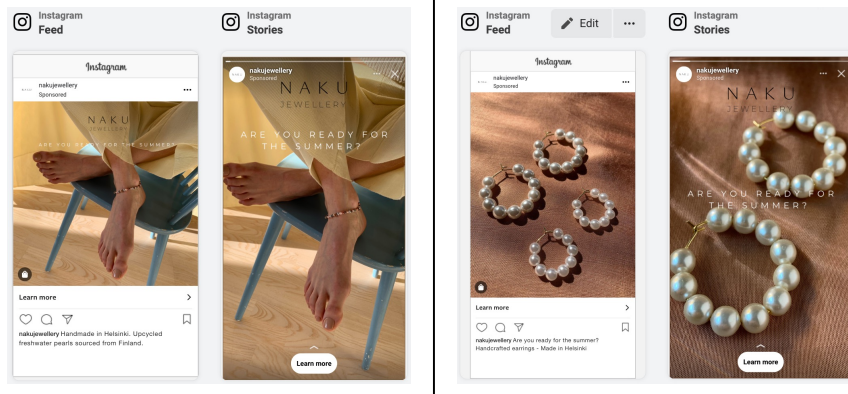 Instagram
Feed
Instagram
nakujewellery
Sponsored
NAKU
JEWELLERY
ARE YOU READY FOR THE SUMMER?
Learn more
nakujewellery Handmade in Helsinki. Upcycled
freshwater pearls sourced from Finland.
Instagram
Stories
nakujewellery
Sponsored
NAKU
JEWELLERY
ARE YOU READY FOR
THE SUMMER?
Learn more
Instagram
Feed
Edit
Instagram
nakujewellery
Sponsored
Learn more
nakujewellery Are you ready for the summer?
Handcrafted earrings - Made in Helsinki
Instagram
Stories
nakujewellery
Sponsored
NAKU
JEWELLERY
ARE YOU READY FOR
THE SUMMER?
Learn more